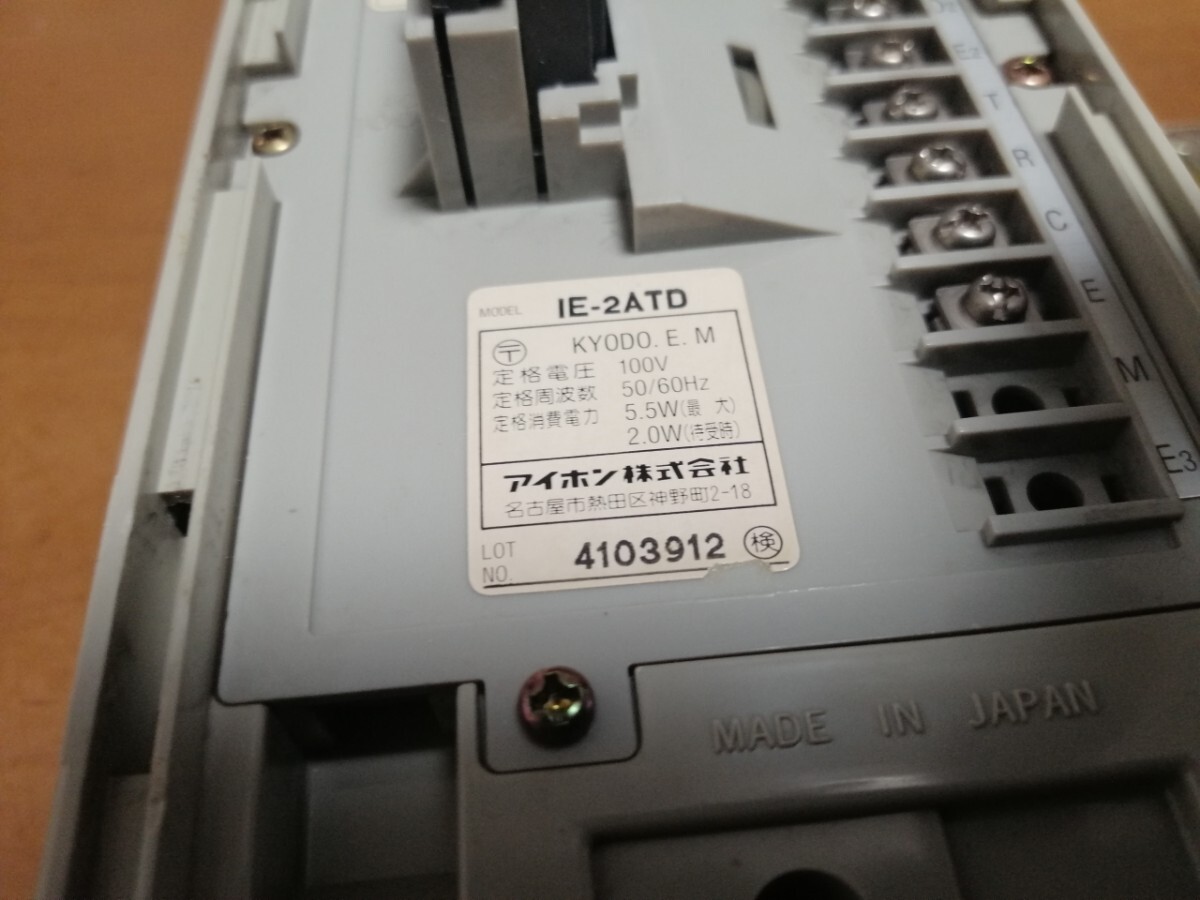 MODEL IE-2ATD
〒 KYODO. E. M
定格電圧 100V
定格周波数 50/60Hz
定格消費電力 5.5W(最 大)
2.0W(待受時)
アイホン株式会社
名古屋市熱田区神野町2-18
LOT NO. 4103912 検
E2
T
R
C
E
M
E3
MADE IN JAPAN